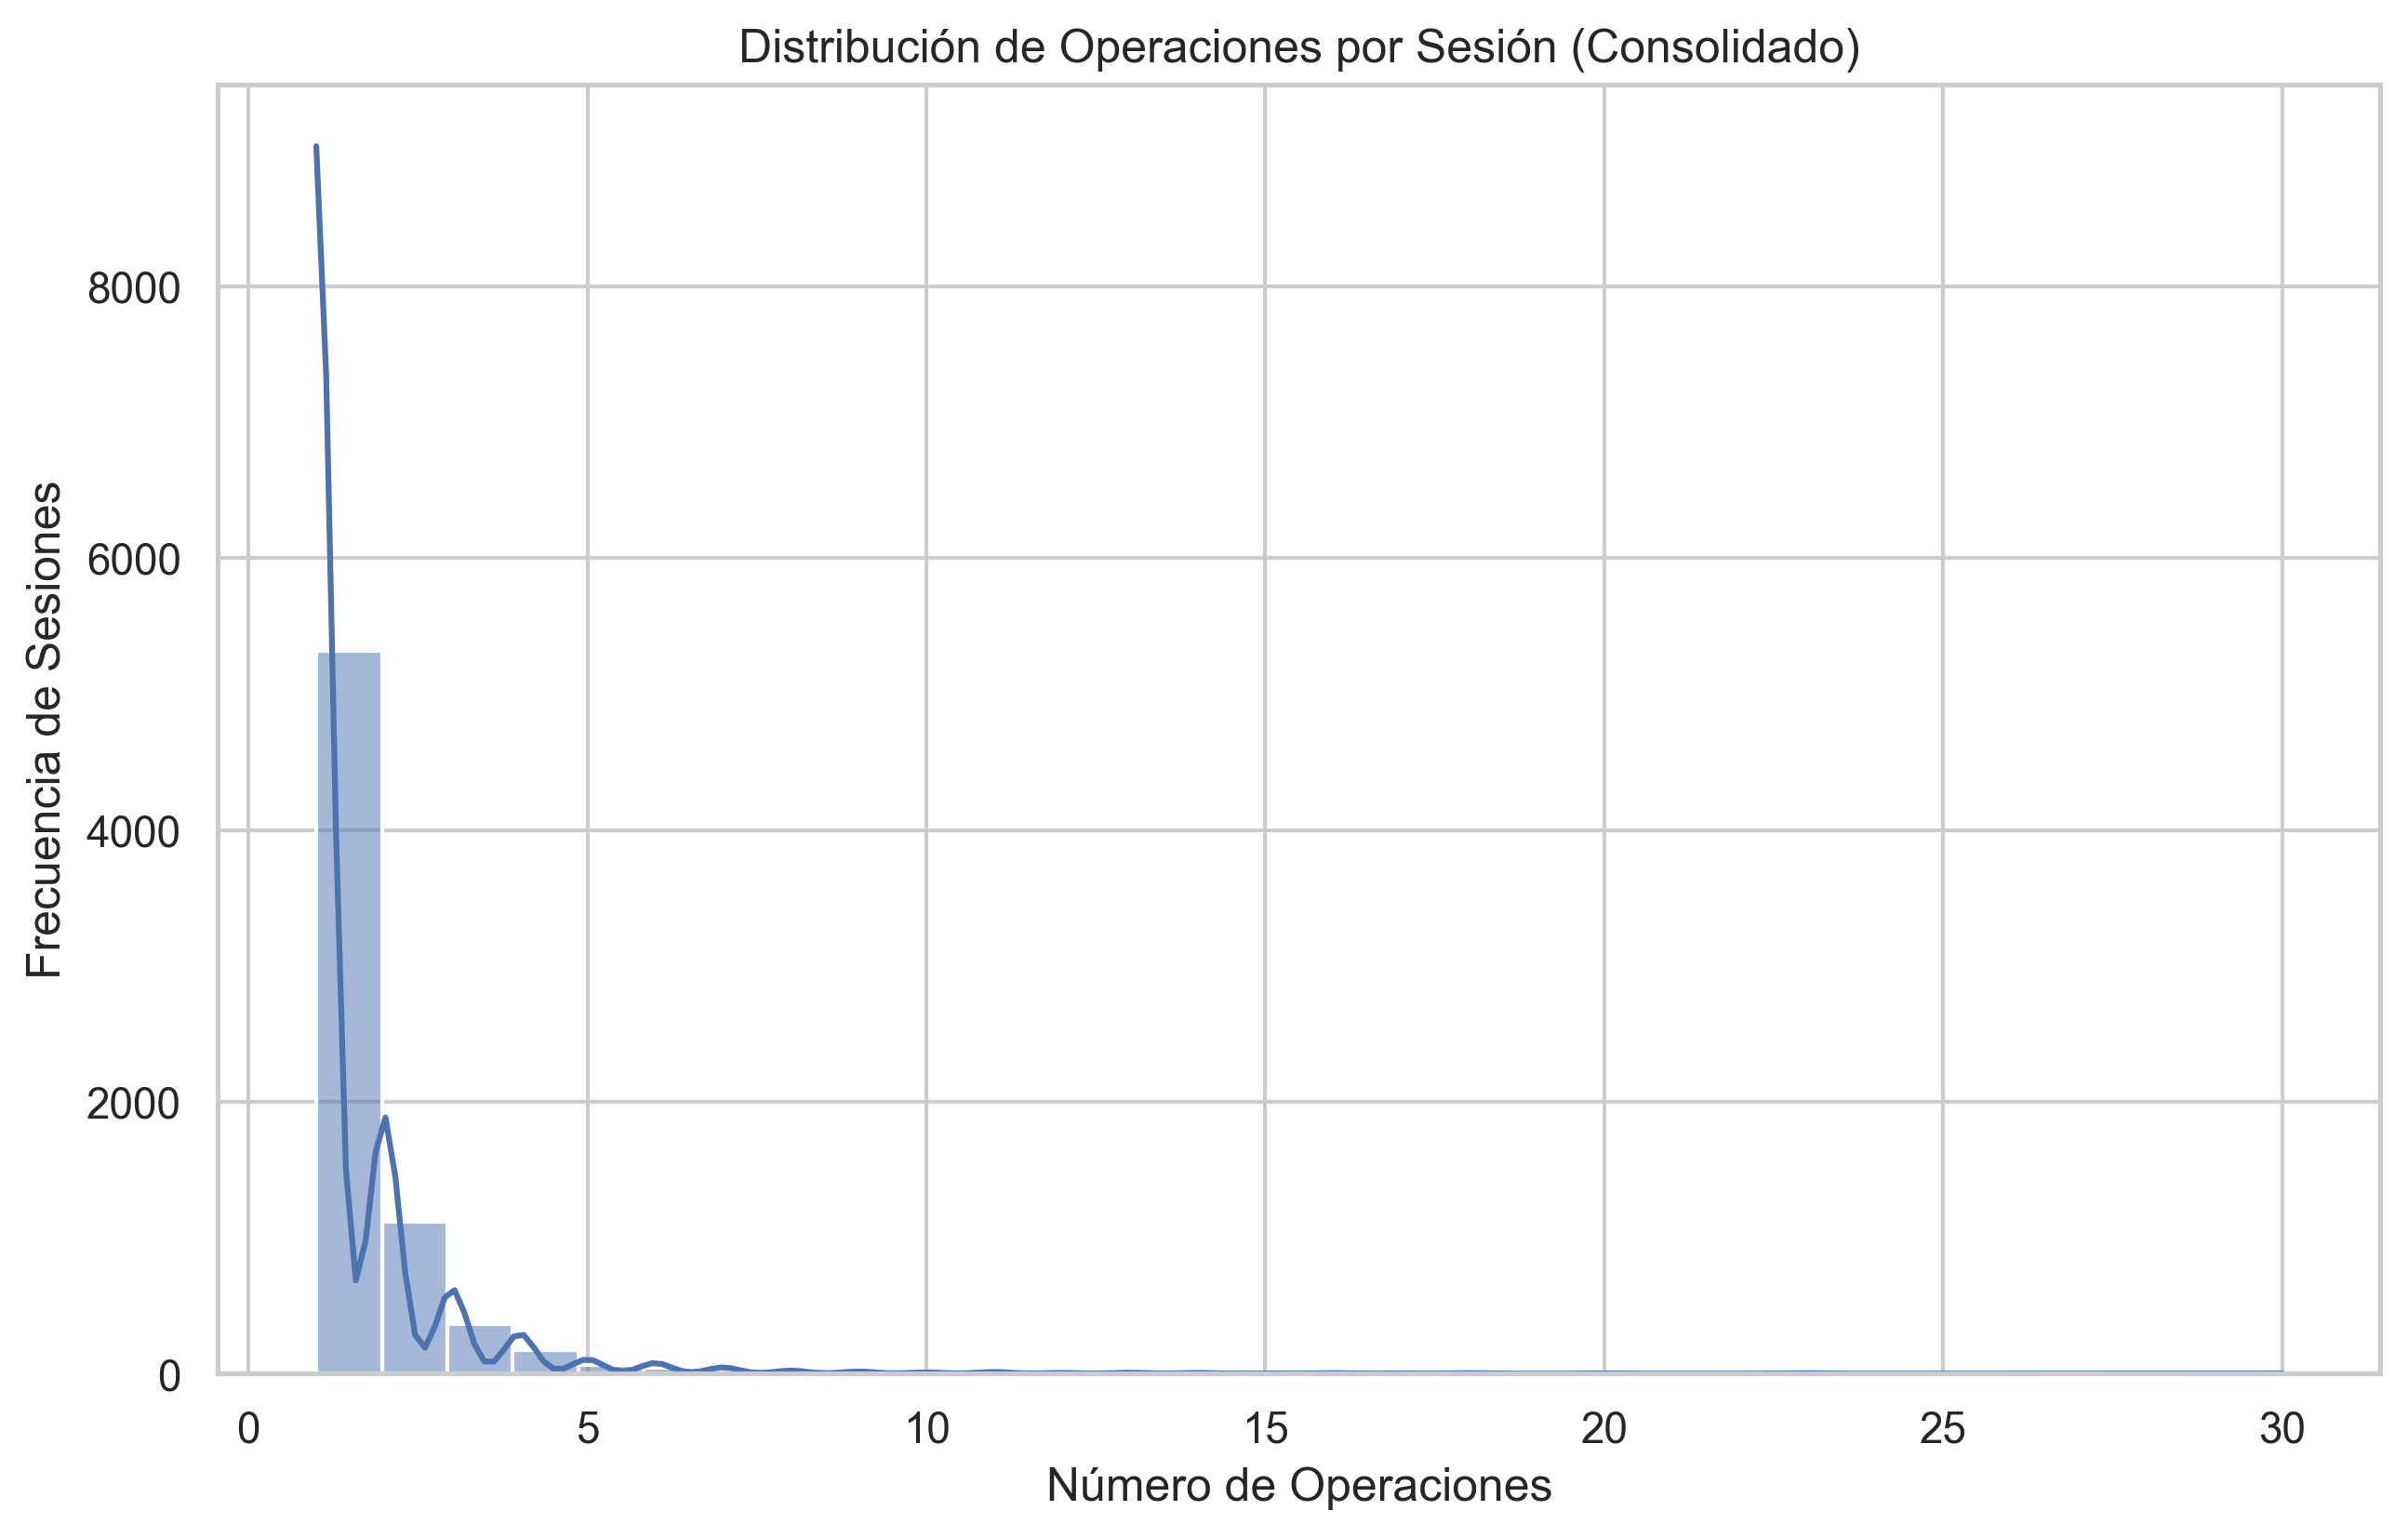 Distribución de Operaciones por Sesión (Consolidado)
Frecuencia de Sesiones
8000
6000
4000
2000
0
0 5 10 15 20 25 30
Número de Operaciones